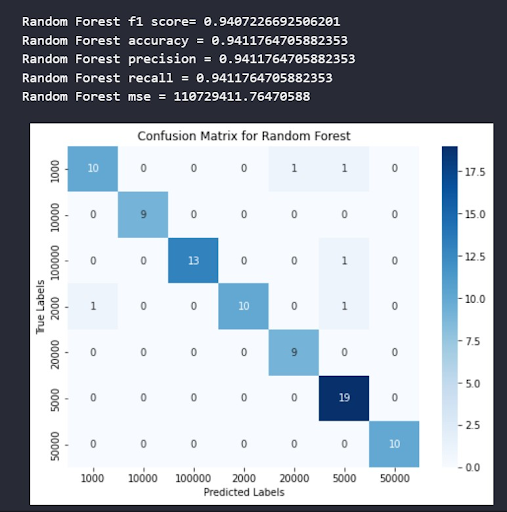 Random Forest f1 score= 0.9407226692506201
Random Forest accuracy = 0.9411764705882353
Random Forest precision = 0.9411764705882353
Random Forest recall = 0.9411764705882353
Random Forest mse = 110729411.76470588
Confusion Matrix for Random Forest
True Labels
1000 10 0 0 0 1 1 0
10000 0 9 0 0 0 0 0
100000 0 0 13 0 0 1 0
2000 1 0 0 10 0 1 0
20000 0 0 0 0 9 0 0
5000 0 0 0 0 0 19 0
50000 0 0 0 0 0 0 10
1000 10000 100000 2000 20000 5000 50000
Predicted Labels
17.5
15.0
12.5
10.0
7.5
5.0
2.5
0.0